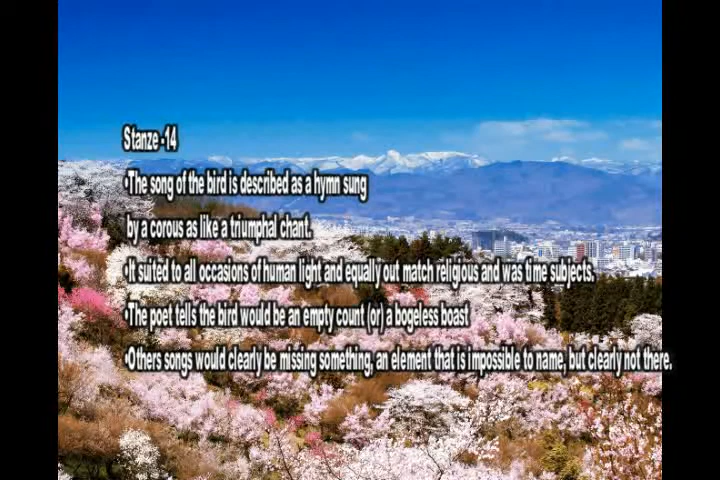 Stanze -14
•The song of the bird is described as a hymn sung
by a corous as like a triumphal chant.
•It suited to all occasions of human light and equally out match religious and was time subjects.
•The poet tells the bird would be an empty count (or) a bogeless boast
•Others songs would clearly be missing something, an element that is impossible to name, but clearly not there.